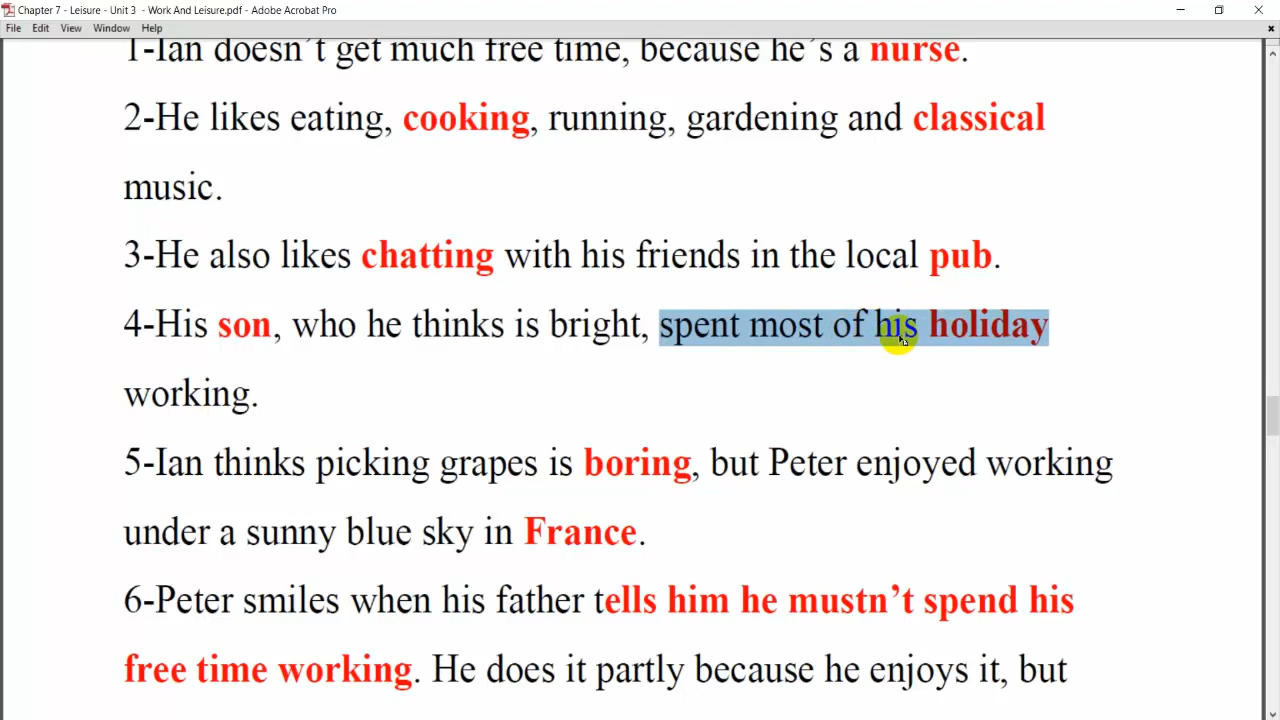 Chapter 7 - Leisure - Unit 3 - Work And Leisure.pdf - Adobe Acrobat Pro
File Edit View Window Help
1-Ian doesn't get much free time, because he's a nurse.
2-He likes eating, cooking, running, gardening and classical
music.
3-He also likes chatting with his friends in the local pub.
4-His son, who he thinks is bright, spent most of his holiday
working.
5-Ian thinks picking grapes is boring, but Peter enjoyed working
under a sunny blue sky in France.
6-Peter smiles when his father tells him he mustn't spend his
free time working. He does it partly because he enjoys it, but